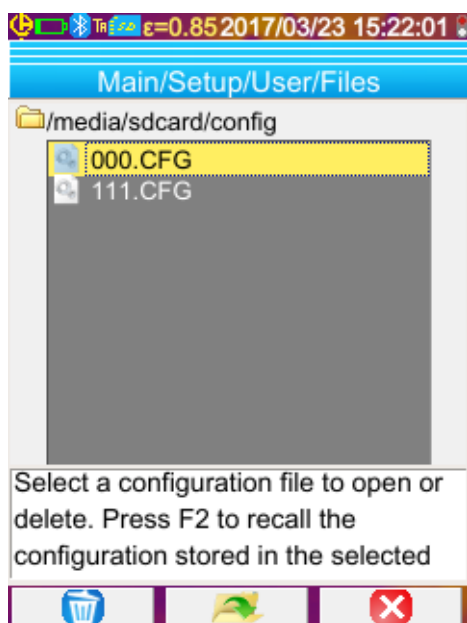 ε=0.85 2017/03/23 15:22:01
Main/Setup/User/Files
/media/sdcard/config
000.CFG
111.CFG
Select a configuration file to open or
delete. Press F2 to recall the
configuration stored in the selected